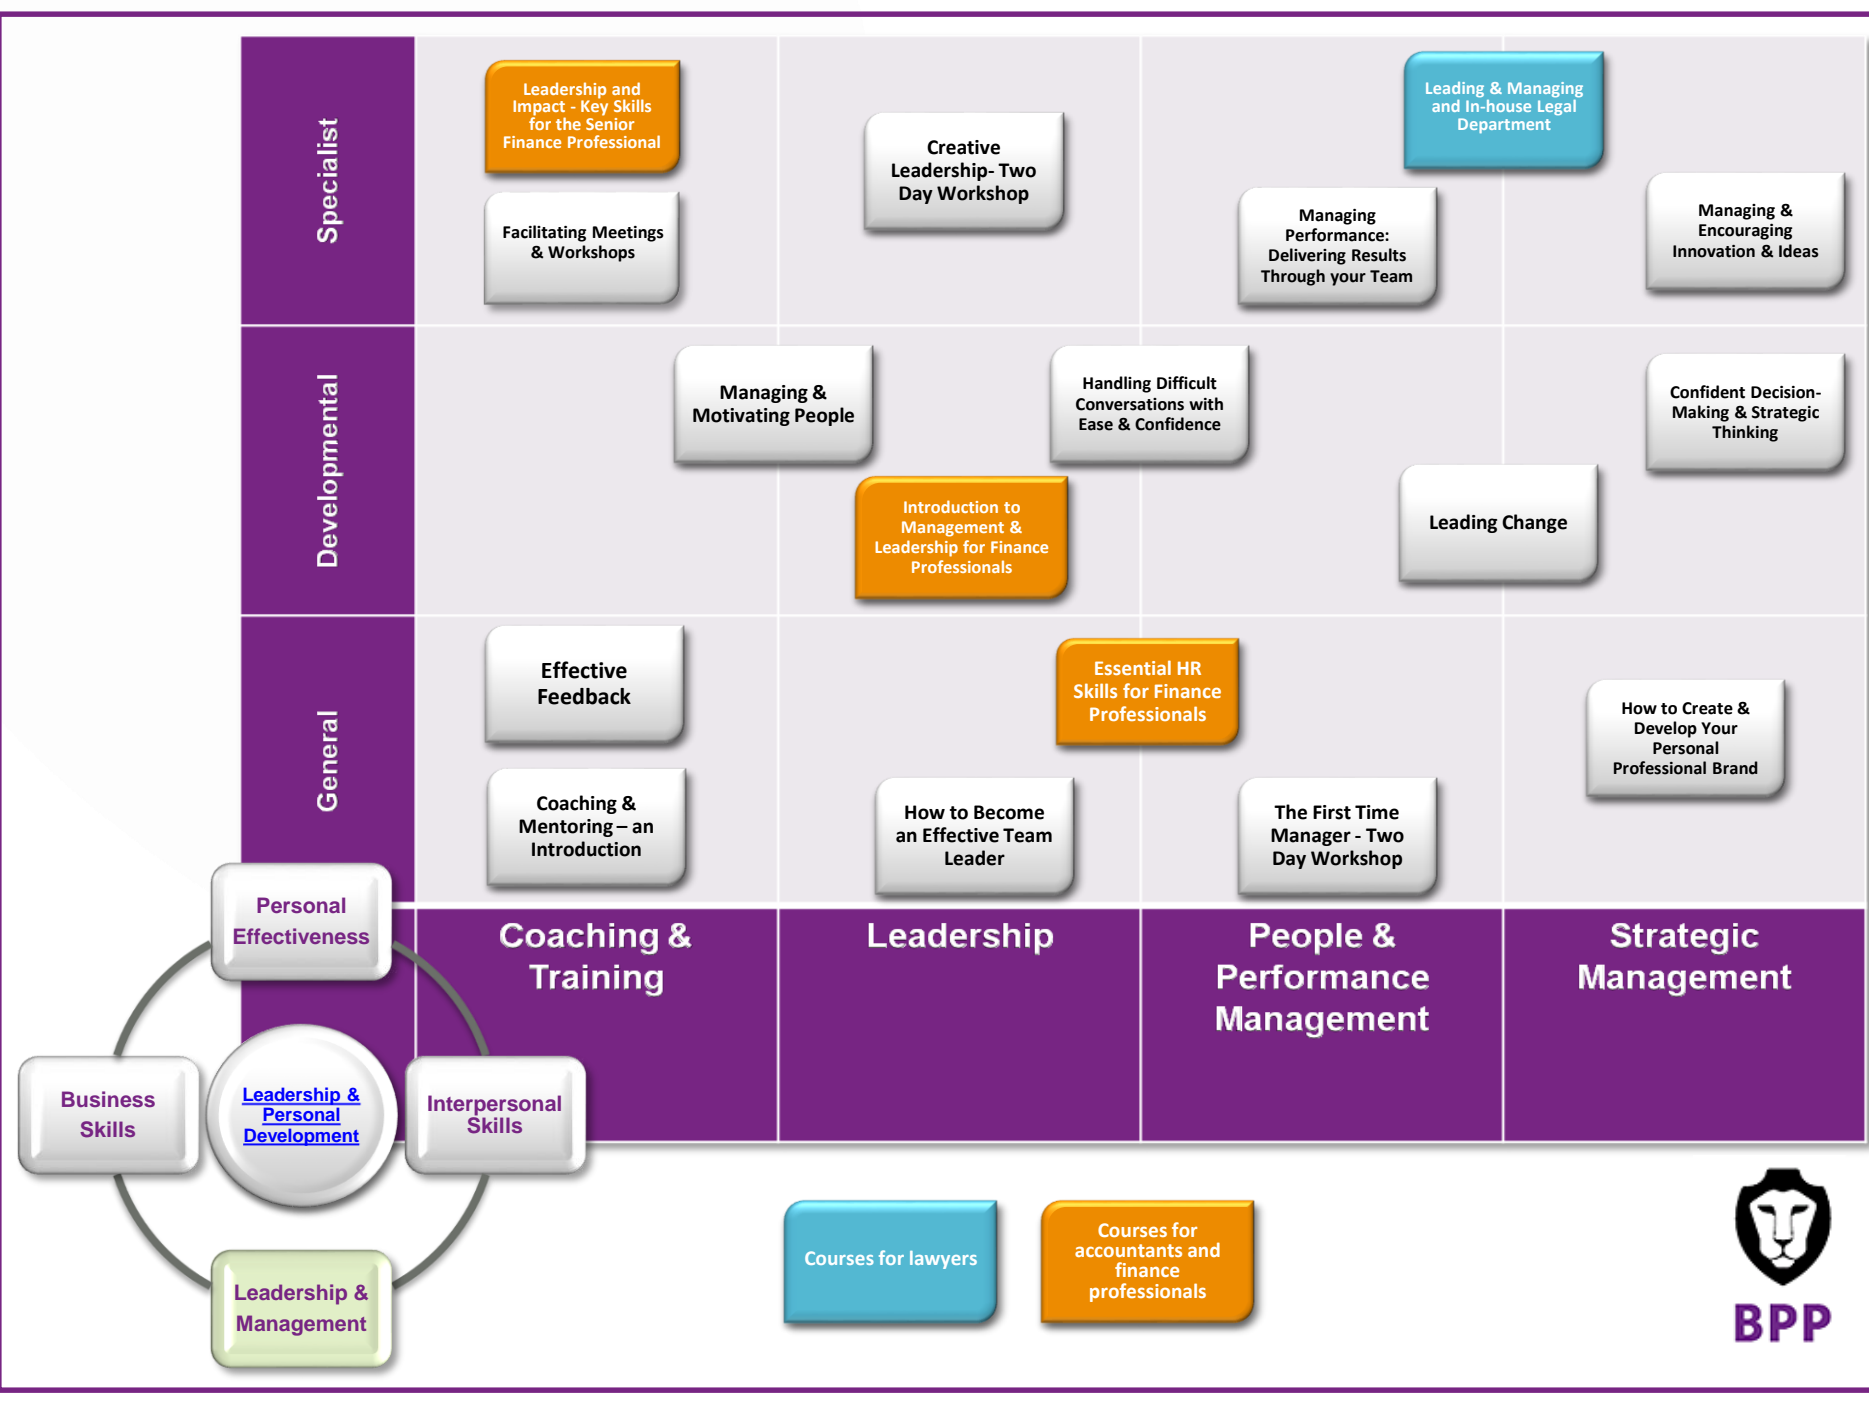 Specialist
Leadership and
Impact - Key Skills
for the Senior
Finance Professional
Facilitating Meetings
& Workshops
Creative
Leadership- Two
Day Workshop
Leading & Managing
and In-house Legal
Department
Managing
Performance:
Delivering Results
Through your Team
Managing &
Encouraging
Innovation & Ideas
Developmental
Managing &
Motivating People
Handling Difficult
Conversations with
Ease & Confidence
Introduction to
Management &
Leadership for Finance
Professionals
Confident Decision-
Making & Strategic
Thinking
Leading Change
General
Effective
Feedback
Coaching &
Mentoring – an
Introduction
Essential HR
Skills for Finance
Professionals
How to Become
an Effective Team
Leader
The First Time
Manager - Two
Day Workshop
How to Create &
Develop Your
Personal
Professional Brand
Coaching &
Training
Leadership
People &
Performance
Management
Strategic
Management
Personal
Effectiveness
Business
Skills
Leadership &
Personal
Development
Interpersonal
Skills
Leadership &
Management
Courses for lawyers
Courses for
accountants and
finance
professionals
BPP